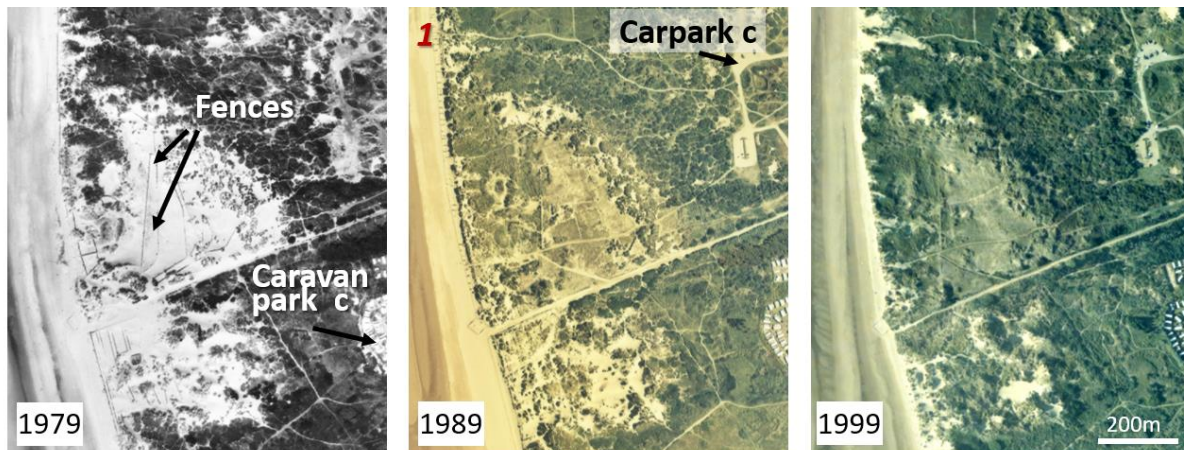 Fences
Caravan
park c
1979
1
Carpark c
1989
1999
200m